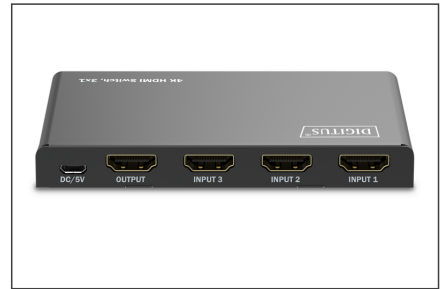 4K HDMI Switch, 3x1
DIGITUS®
DC/5V OUTPUT INPUT 3 INPUT 2 INPUT 1